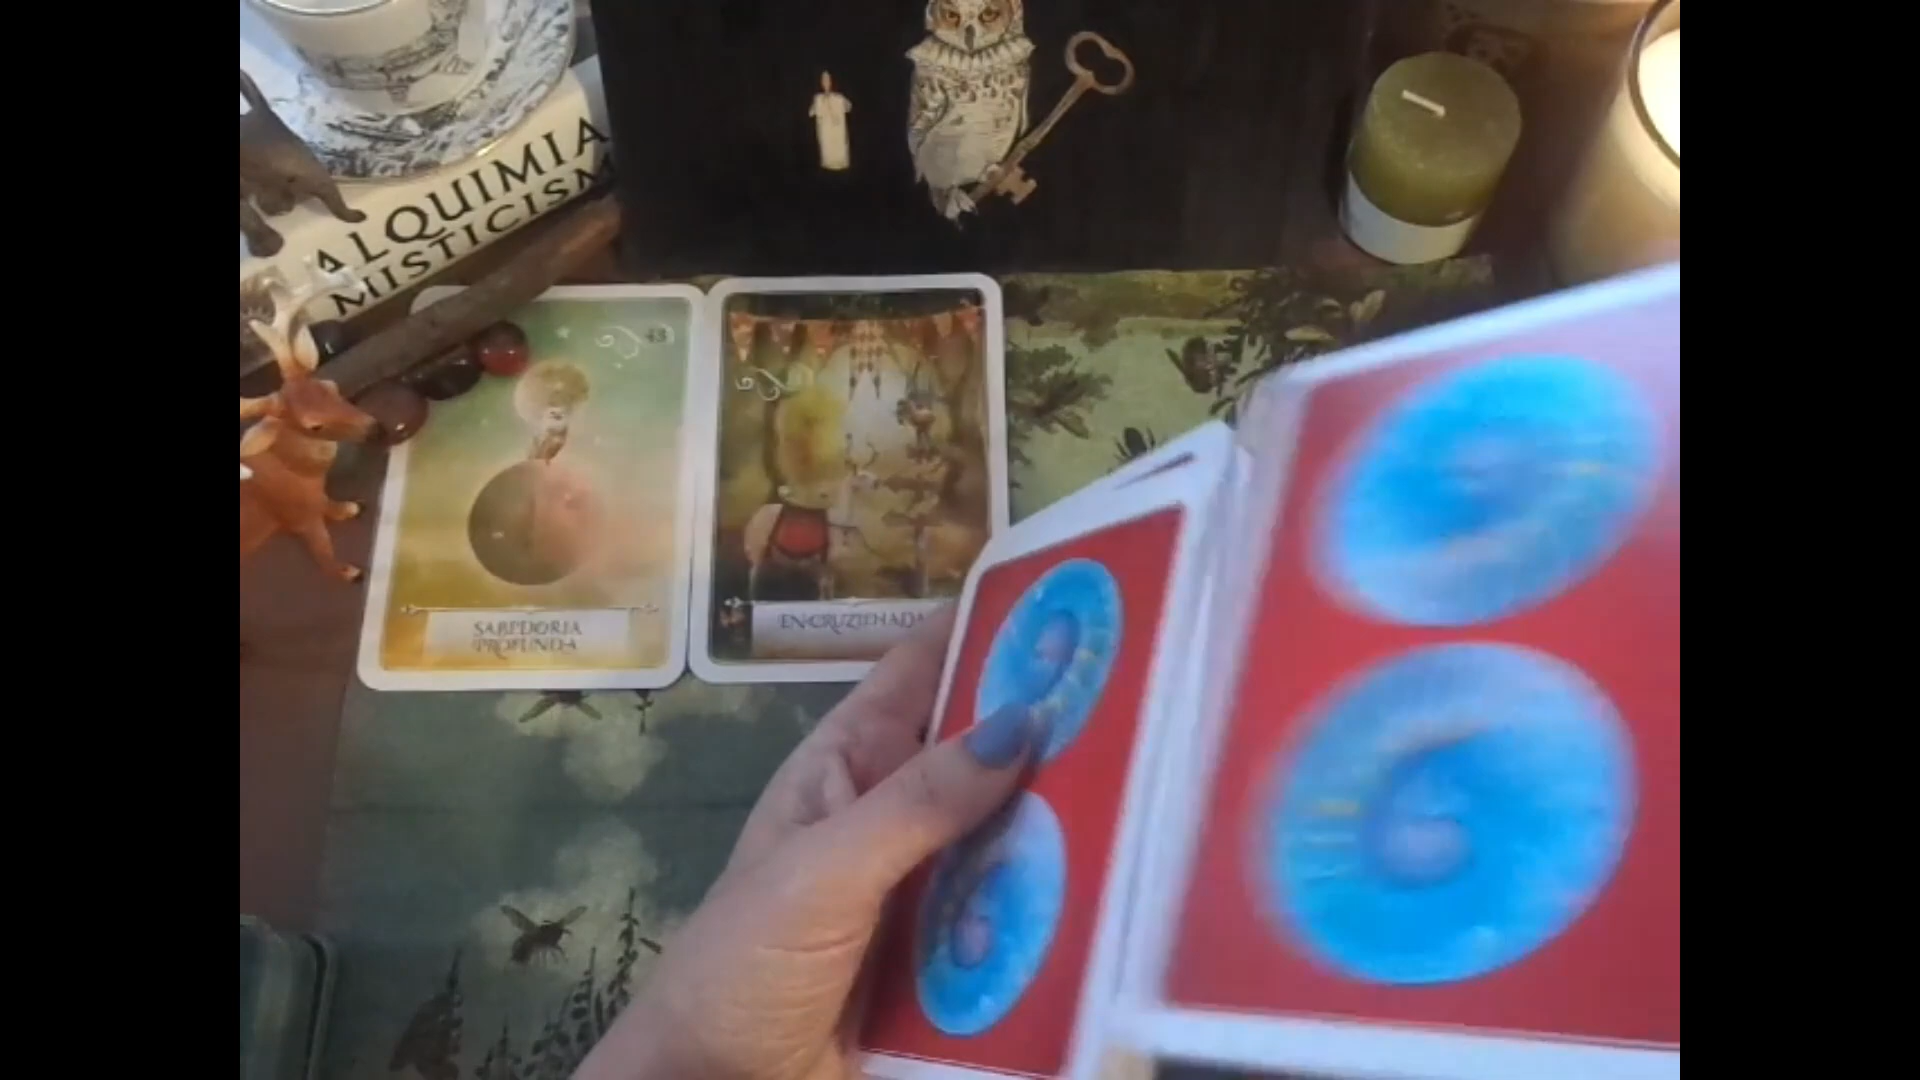 ALQUIMIA
MISTICISM
43
SABEDORIA
PROFUNDA
ENCRUZILHADA